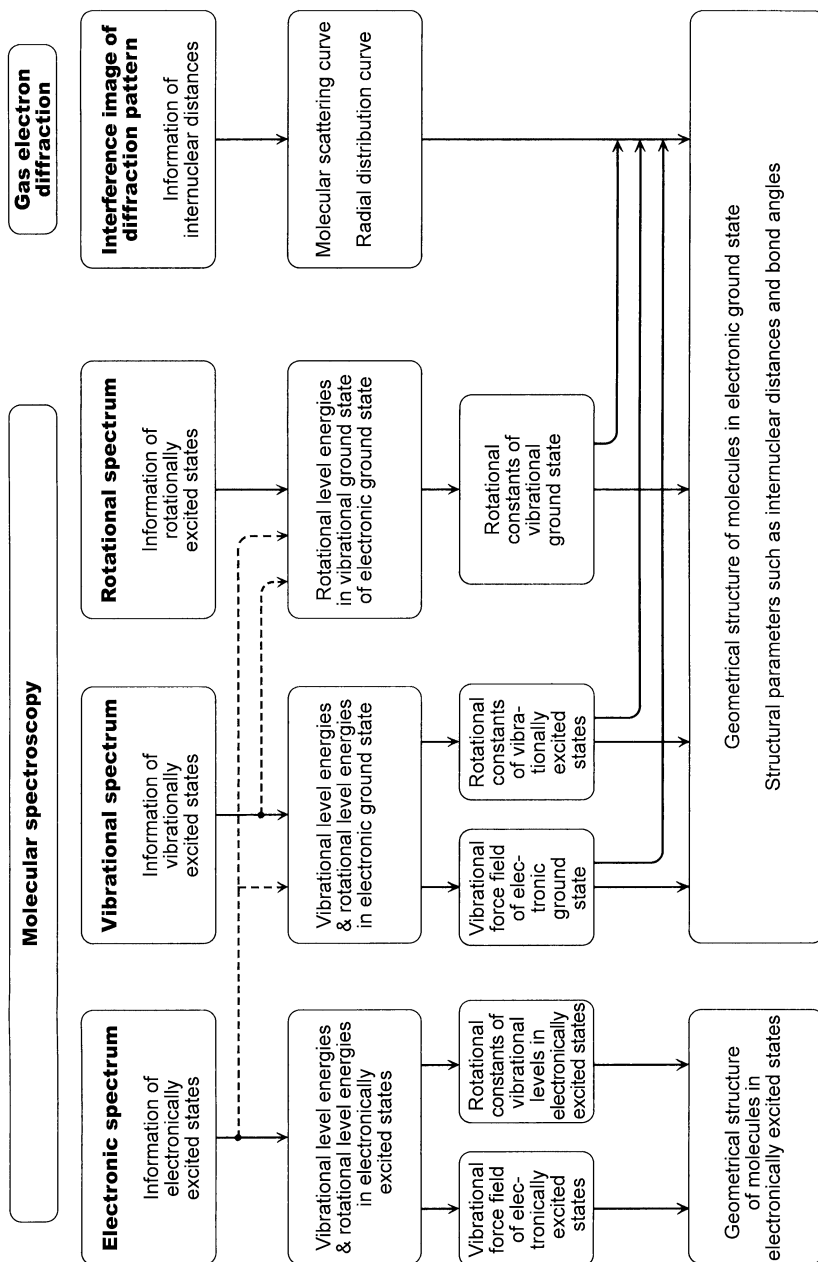 Molecular spectroscopy
Gas electron
diffraction
Electronic spectrum
Information of
electronically
excited states
Vibrational spectrum
Information of
vibrationally
excited states
Rotational spectrum
Information of
rotationally
excited states
Interference image of
diffraction pattern
Information of
internuclear distances
Vibrational level energies
& rotational level energies
in electronically
excited states
Vibrational level energies
& rotational level energies
in electronic ground state
Rotational level energies
in vibrational ground state
of electronic ground state
Molecular scattering curve
Radial distribution curve
Vibrational
force field
of elec-
tronically
excited
states
Rotational
constants of
vibrational
levels in
electronically
excited states
Vibrational
force field
of elec-
tronic
ground
state
Rotational
constants
of vibra-
tionally
excited
states
Rotational
constants of
vibrational
ground state
Geometrical structure
of molecules in
electronically excited states
Geometrical structure of molecules in electronic ground state
Structural parameters such as internuclear distances and bond angles